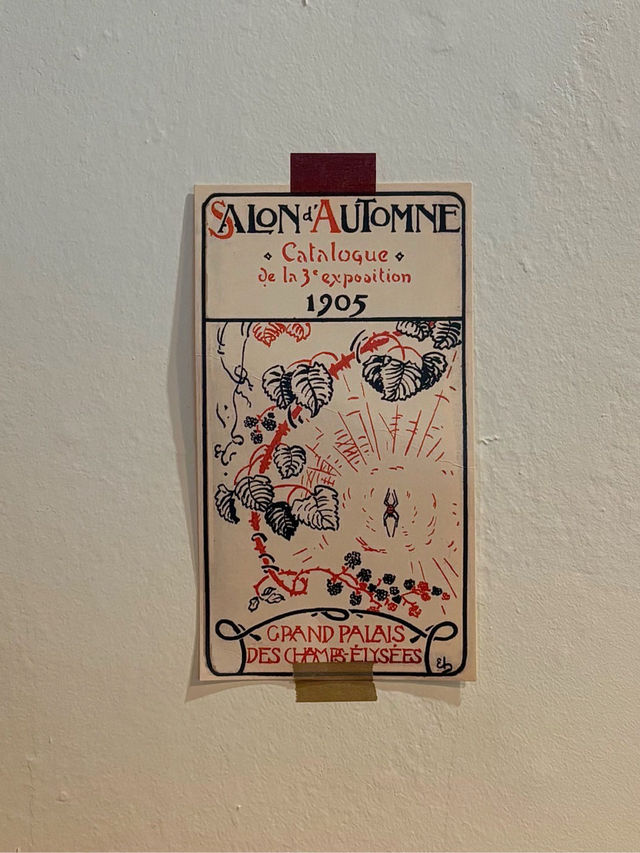 SALON d'AUTOMNE
Catalogue
de la 3e exposition
1905
GRAND PALAIS
DES CHAMPS-ÉLYSÉES